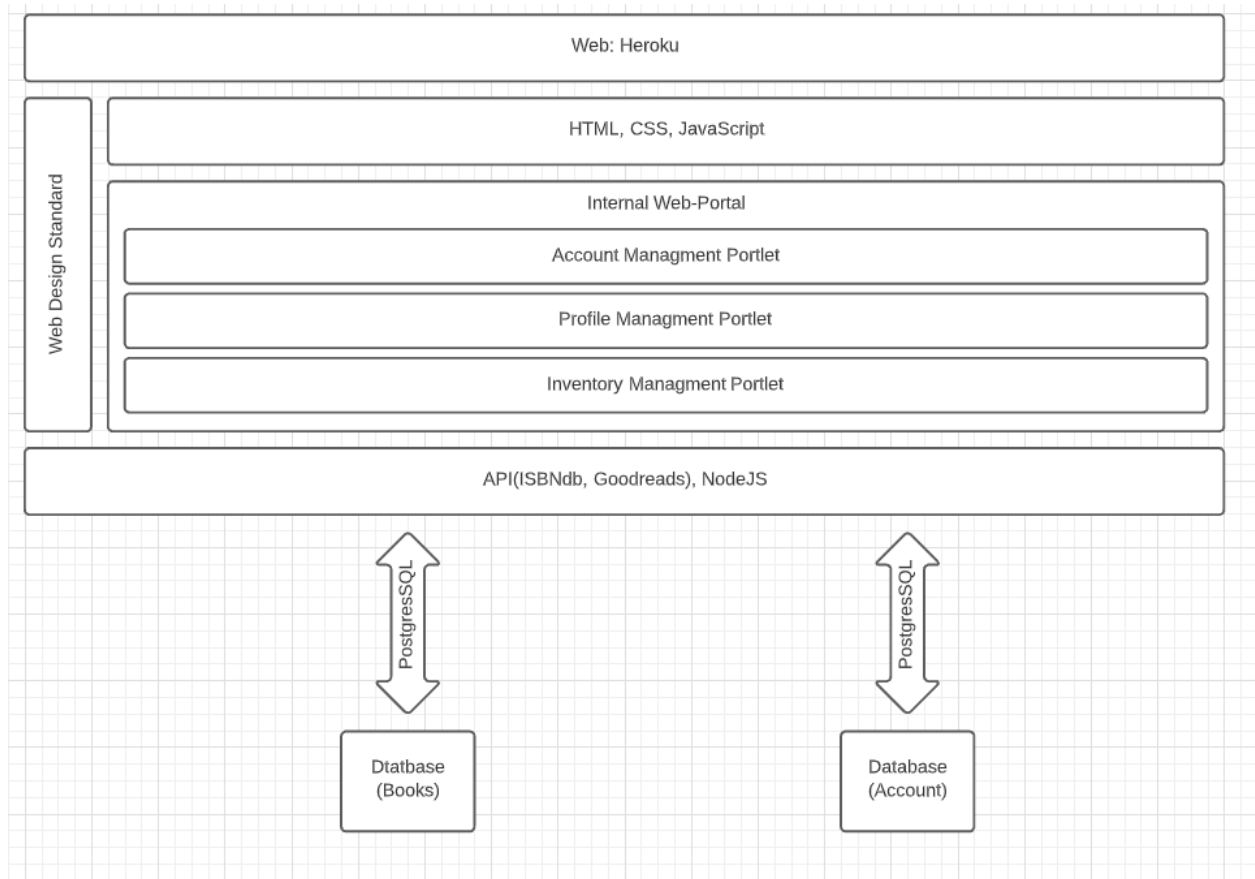 Web: Heroku
HTML, CSS, JavaScript
Web Design Standard
Internal Web-Portal
Account Managment Portlet
Profile Managment Portlet
Inventory Managment Portlet
API(ISBNdb, Goodreads), NodeJS
PostgresSQL
PostgresSQL
Dtatbase
(Books)
Database
(Account)